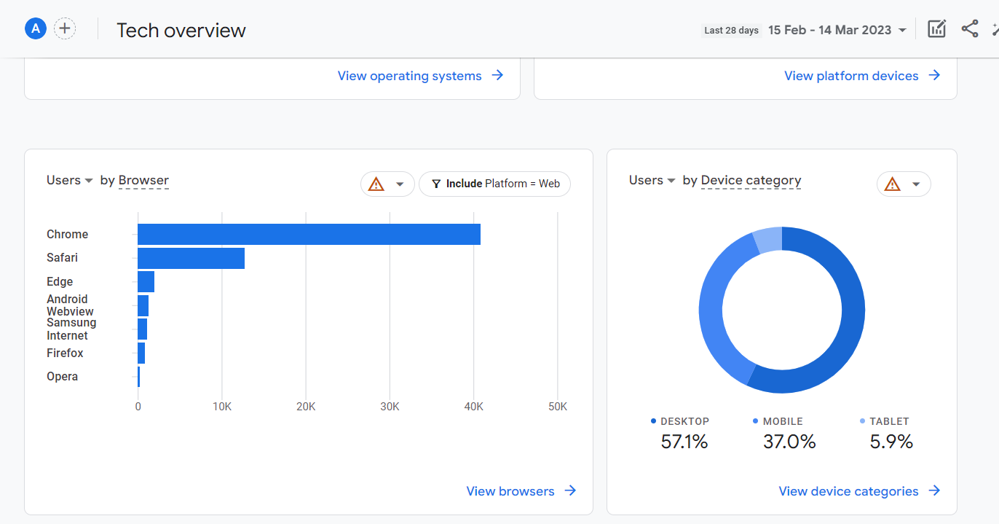 A
Tech overview
Last 28 days 15 Feb - 14 Mar 2023
View operating systems
View platform devices
Users by Browser
Include Platform = Web
Chrome
Safari
Edge
Android
Webview
Samsung
Internet
Firefox
Opera
0 10K 20K 30K 40K 50K
View browsers
Users by Device category
DESKTOP MOBILE TABLET
57.1% 37.0% 5.9%
View device categories